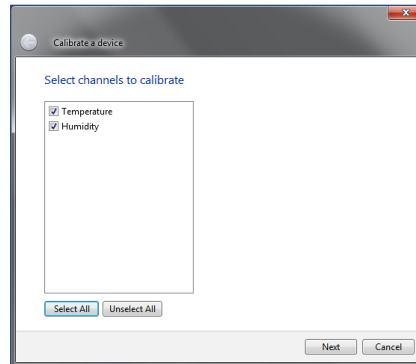 Calibrate a device
Select channels to calibrate
Temperature
Humidity
Select All Unselect All
Next Cancel